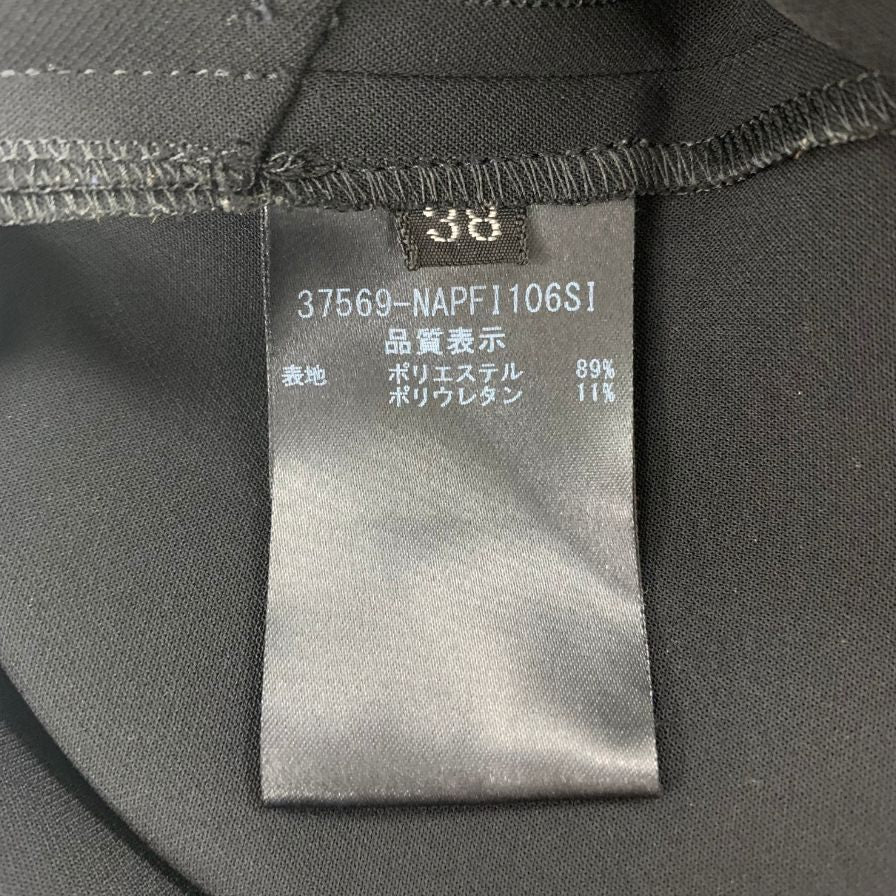 38
37569-NAPFI106SI
品質表示
表地 ポリエステル 89%
ポリウレタン 11%